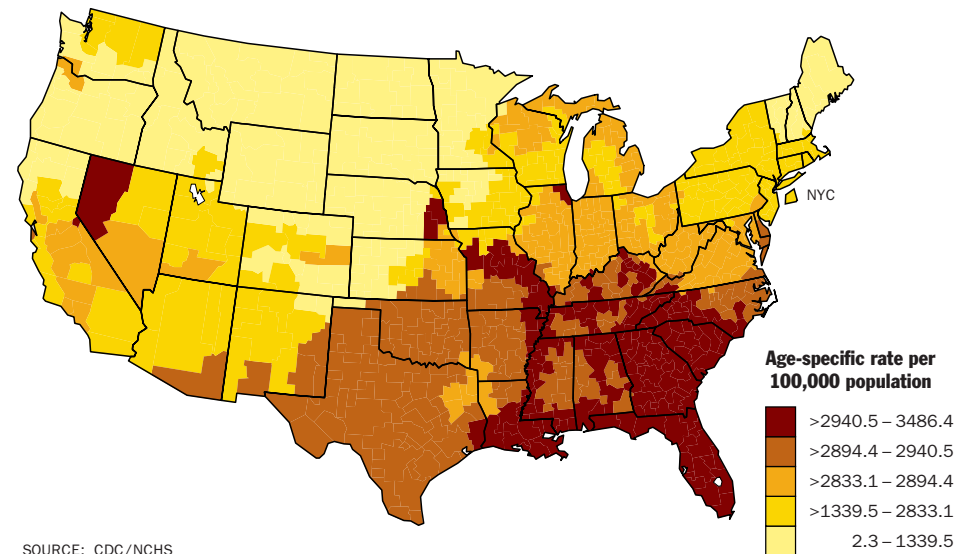 NYC
Age-specific rate per
100,000 population
>2940.5 – 3486.4
>2894.4 – 2940.5
>2833.1 – 2894.4
>1339.5 – 2833.1
2.3 – 1339.5
SOURCE: CDC/NCHS